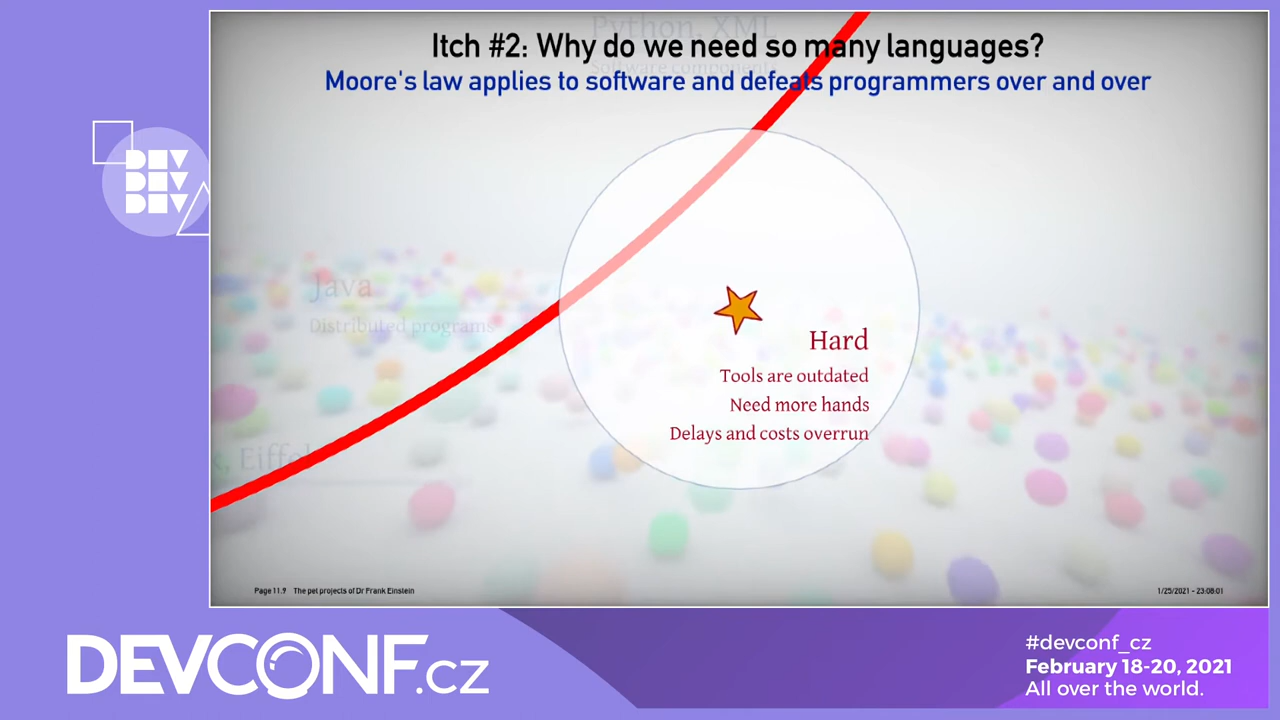 Python, XML
Software components
Itch #2: Why do we need so many languages?
Moore's law applies to software and defeats programmers over and over
DEV
DEV
DEV
Java
Distributed programs
Hard
Tools are outdated
Need more hands
Delays and costs overrun
, Eiffel
Page 11.9 The pet projects of Dr Frank Einstein
1/25/2021 - 23:08:01
DEVCONF.cz
#devconf_cz
February 18-20, 2021
All over the world.